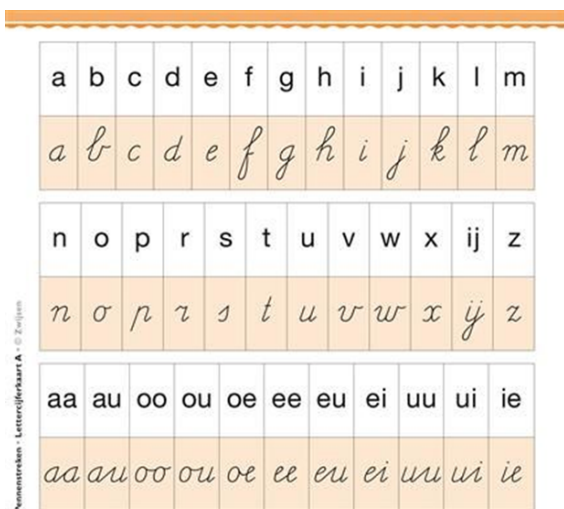 a b c d e f g h i j k l m
a b c d e f g h i j k l m
n o p r s t u v w x ij z
n o p r s t u v w x ij z
aa au oo ou oe ee eu ei uu ui ie
aa au oo ou oe ee eu ei uu ui ie
Pennenstreken - Lettercijferkaart A - © Zwijsen